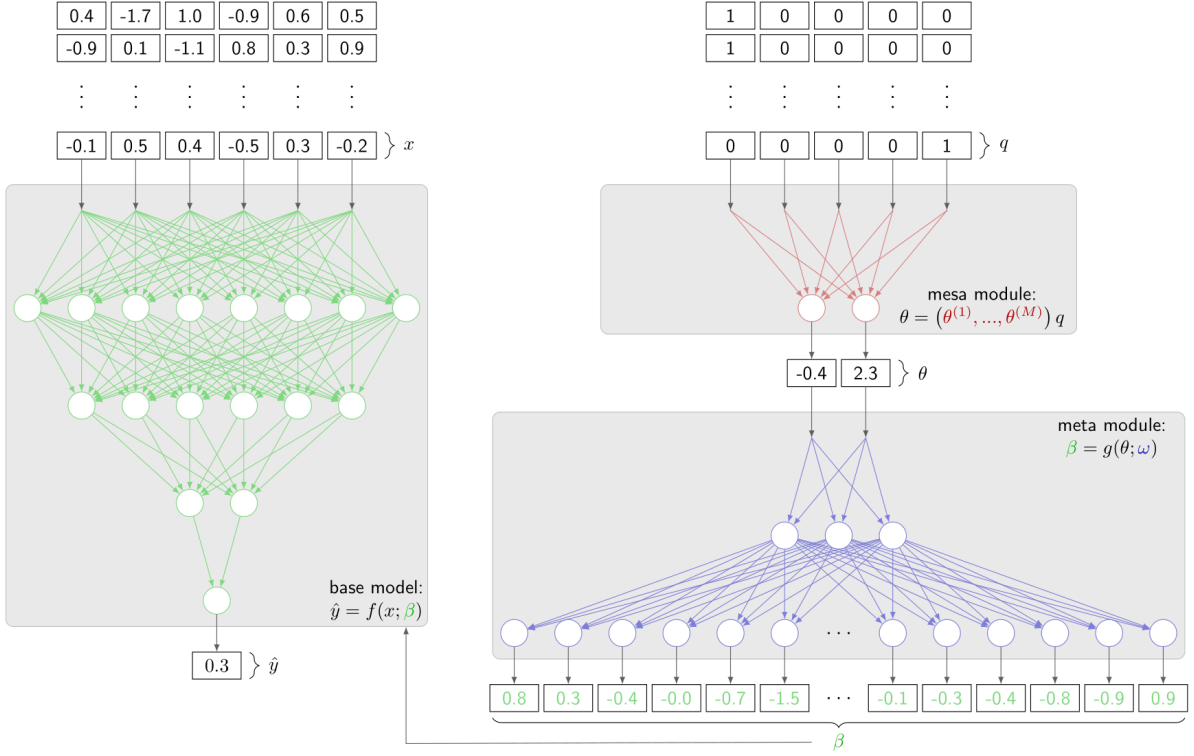 0.4 -1.7 1.0 -0.9 0.6 0.5
-0.9 0.1 -1.1 0.8 0.3 0.9
⋮ ⋮ ⋮ ⋮ ⋮ ⋮
-0.1 0.5 0.4 -0.5 0.3 -0.2 } x
base model:
ŷ = f(x; β)
0.3 } ŷ
1 0 0 0 0
1 0 0 0 0
⋮ ⋮ ⋮ ⋮ ⋮
0 0 0 0 1 } q
mesa module:
θ = (θ^(1), ..., θ^(M)) q
-0.4 2.3 } θ
meta module:
β = g(θ; ω)
···
0.8 0.3 -0.4 -0.0 -0.7 -1.5 ··· -0.1 -0.3 -0.4 -0.8 -0.9 0.9
β